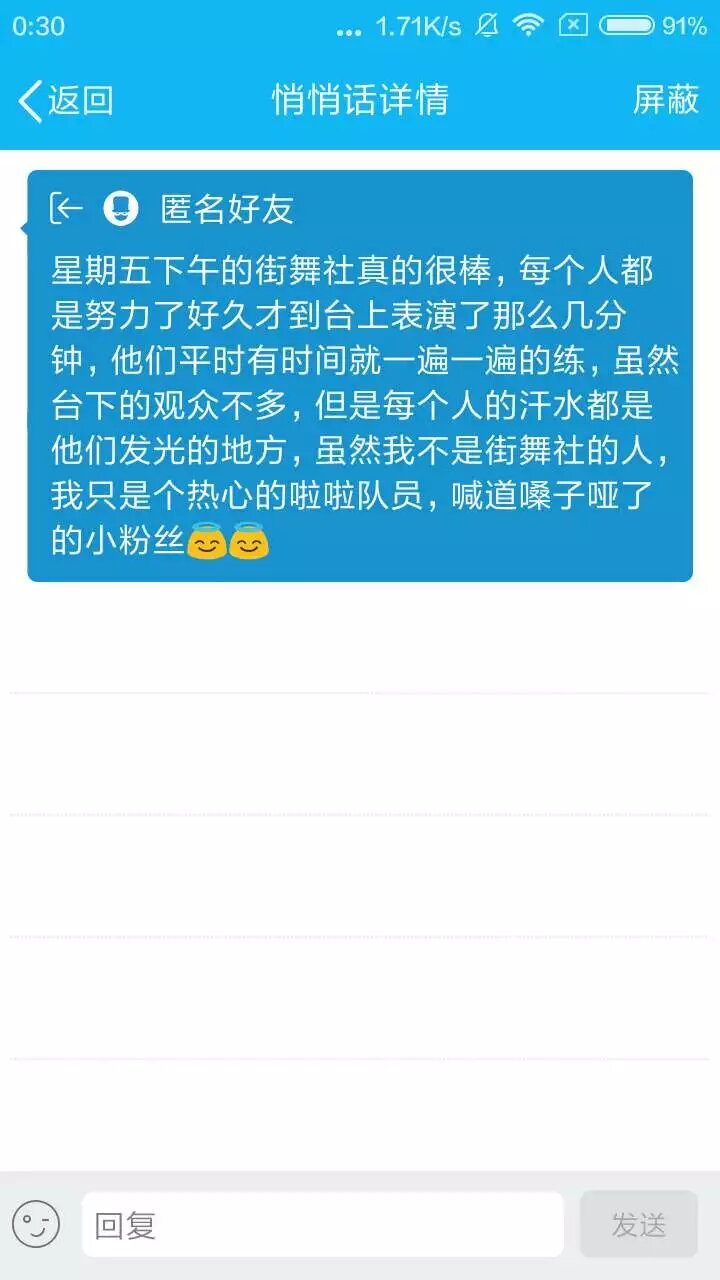 0:30 ... 1.71K/s 91%
返回 悄悄话详情 屏蔽
匿名好友
星期五下午的街舞社真的很棒，每个人都
是努力了好久才到台上表演了那么几分
钟，他们平时有时间就一遍一遍的练，虽然
台下的观众不多，但是每个人的汗水都是
他们发光的地方，虽然我不是街舞社的人，
我只是个热心的啦啦队员，喊道嗓子哑了
的小粉丝😇😇
回复 发送